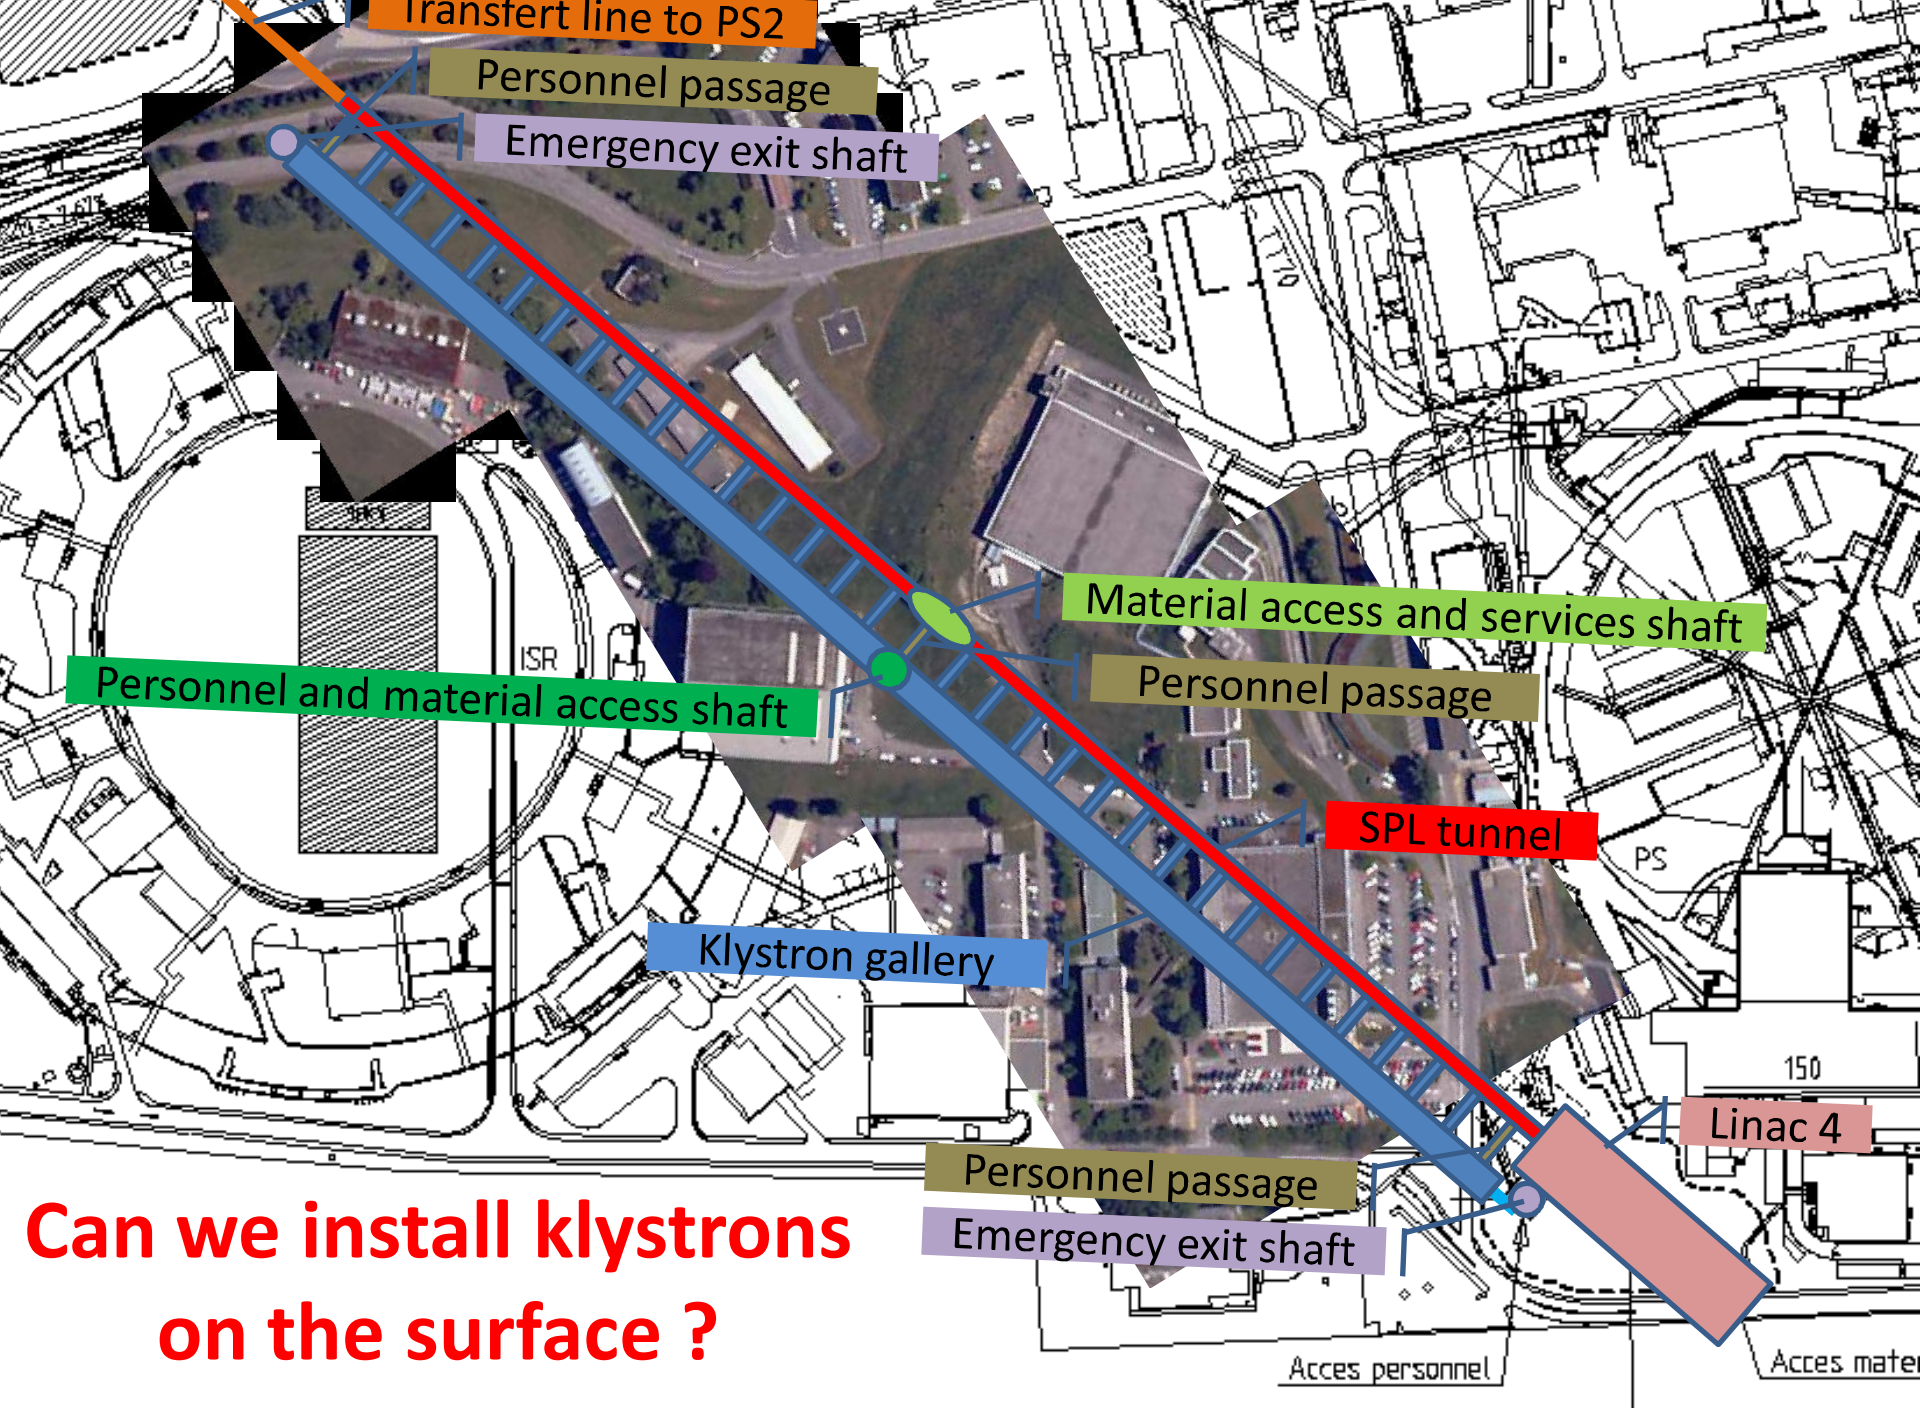 Transfert line to PS2
Personnel passage
Emergency exit shaft
Material access and services shaft
ISR
Personnel and material access shaft
Personnel passage
SPL tunnel
PS
Klystron gallery
150
Linac 4
Personnel passage
Emergency exit shaft
Can we install klystrons
on the surface ?
Acces personnel
Acces mater